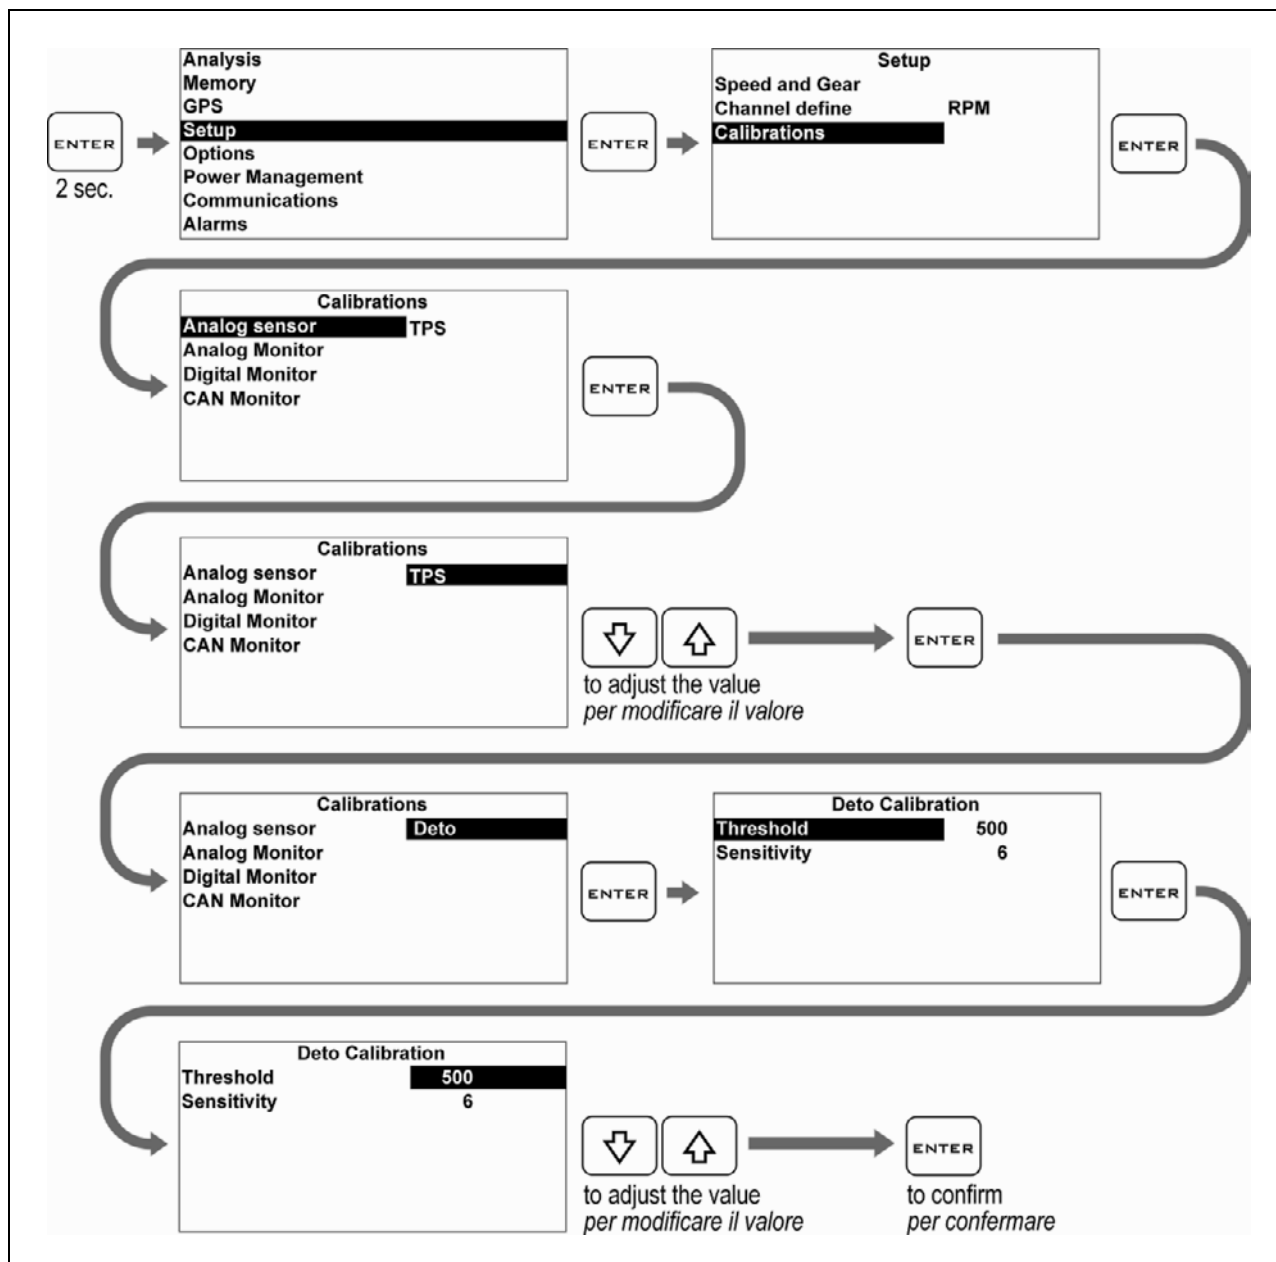 Analysis
Memory
GPS
Setup
Options
Power Management
Communications
Alarms
ENTER
2 sec.
ENTER
Setup
Speed and Gear
Channel define RPM
Calibrations
ENTER
Calibrations
Analog sensor TPS
Analog Monitor
Digital Monitor
CAN Monitor
ENTER
Calibrations
Analog sensor TPS
Analog Monitor
Digital Monitor
CAN Monitor
to adjust the value
per modificare il valore
ENTER
Calibrations
Analog sensor Deto
Analog Monitor
Digital Monitor
CAN Monitor
ENTER
Deto Calibration
Threshold 500
Sensitivity 6
ENTER
Deto Calibration
Threshold 500
Sensitivity 6
to adjust the value
per modificare il valore
ENTER
to confirm
per confermare